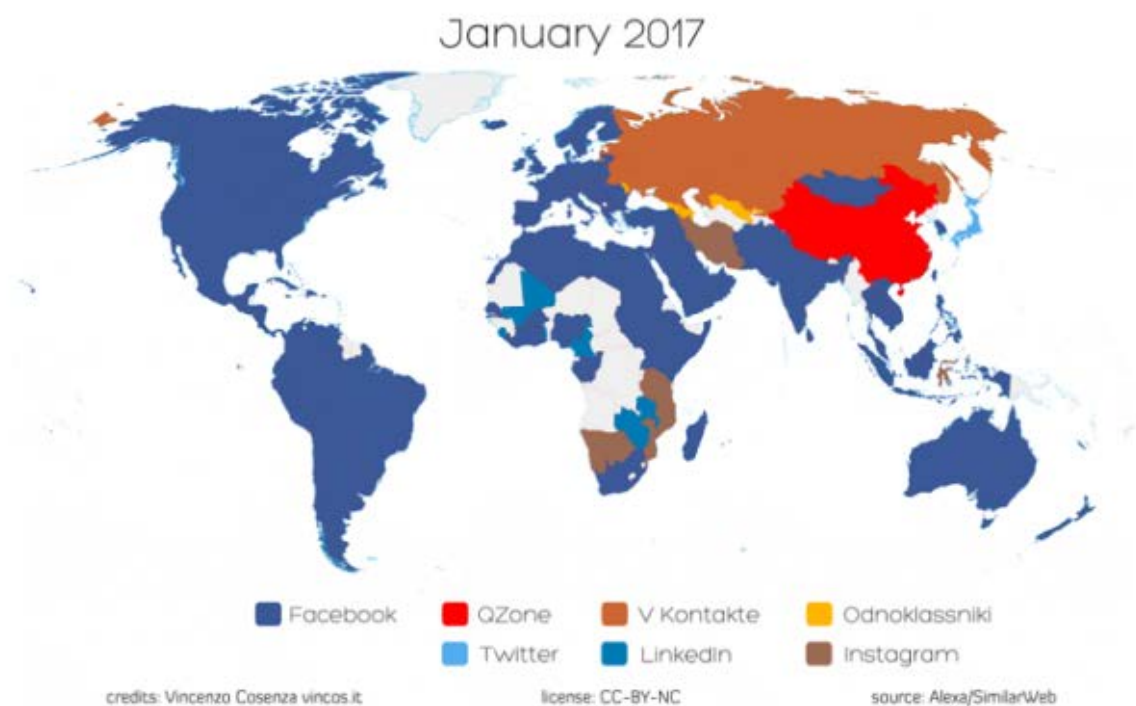 January 2017
Facebook QZone V Kontakte Odnoklassniki
Twitter LinkedIn Instagram
credits: Vincenzo Cosenza vincos.it license: CC-BY-NC source: Alexa/SimilarWeb